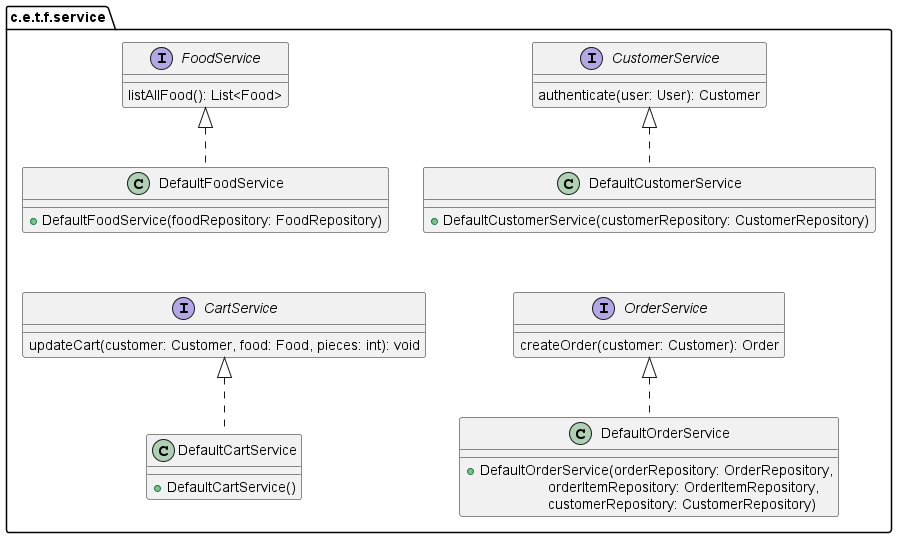 c.e.t.f.service
I FoodService
listAllFood(): List<Food>
I CustomerService
authenticate(user: User): Customer
C DefaultFoodService
DefaultFoodService(foodRepository: FoodRepository)
C DefaultCustomerService
DefaultCustomerService(customerRepository: CustomerRepository)
I CartService
updateCart(customer: Customer, food: Food, pieces: int): void
I OrderService
createOrder(customer: Customer): Order
C DefaultCartService
DefaultCartService()
C DefaultOrderService
DefaultOrderService(orderRepository: OrderRepository,
orderItemRepository: OrderItemRepository,
customerRepository: CustomerRepository)